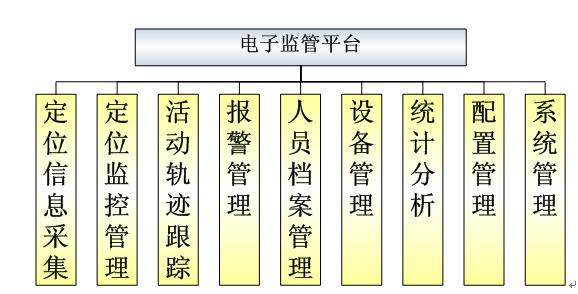 电子监管平台
定位信息采集
定位监控管理
活动轨迹跟踪
报警管理
人员档案管理
设备管理
统计分析
配置管理
系统管理